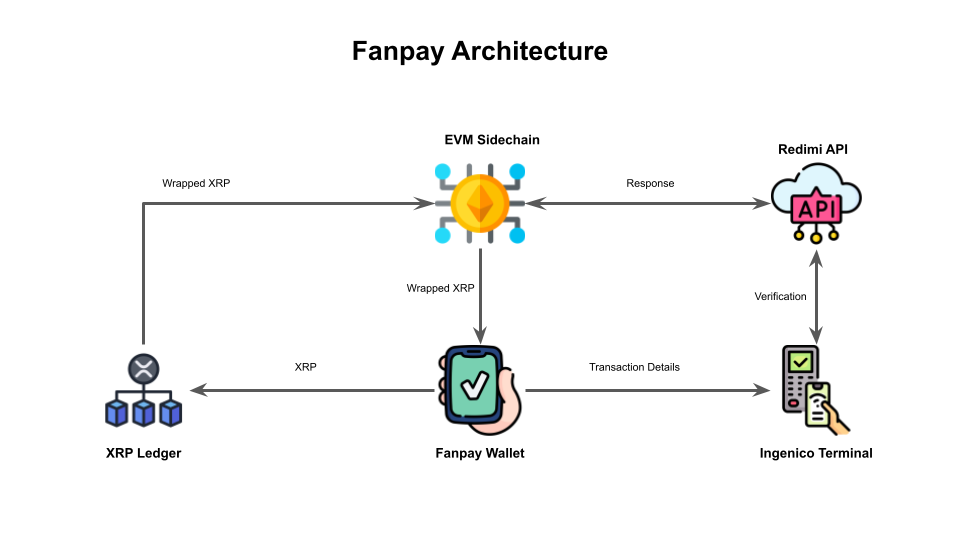 Fanpay Architecture
EVM Sidechain
Redimi API
Wrapped XRP
Response
API
Wrapped XRP
Verification
XRP
Transaction Details
XRP Ledger
Fanpay Wallet
Ingenico Terminal